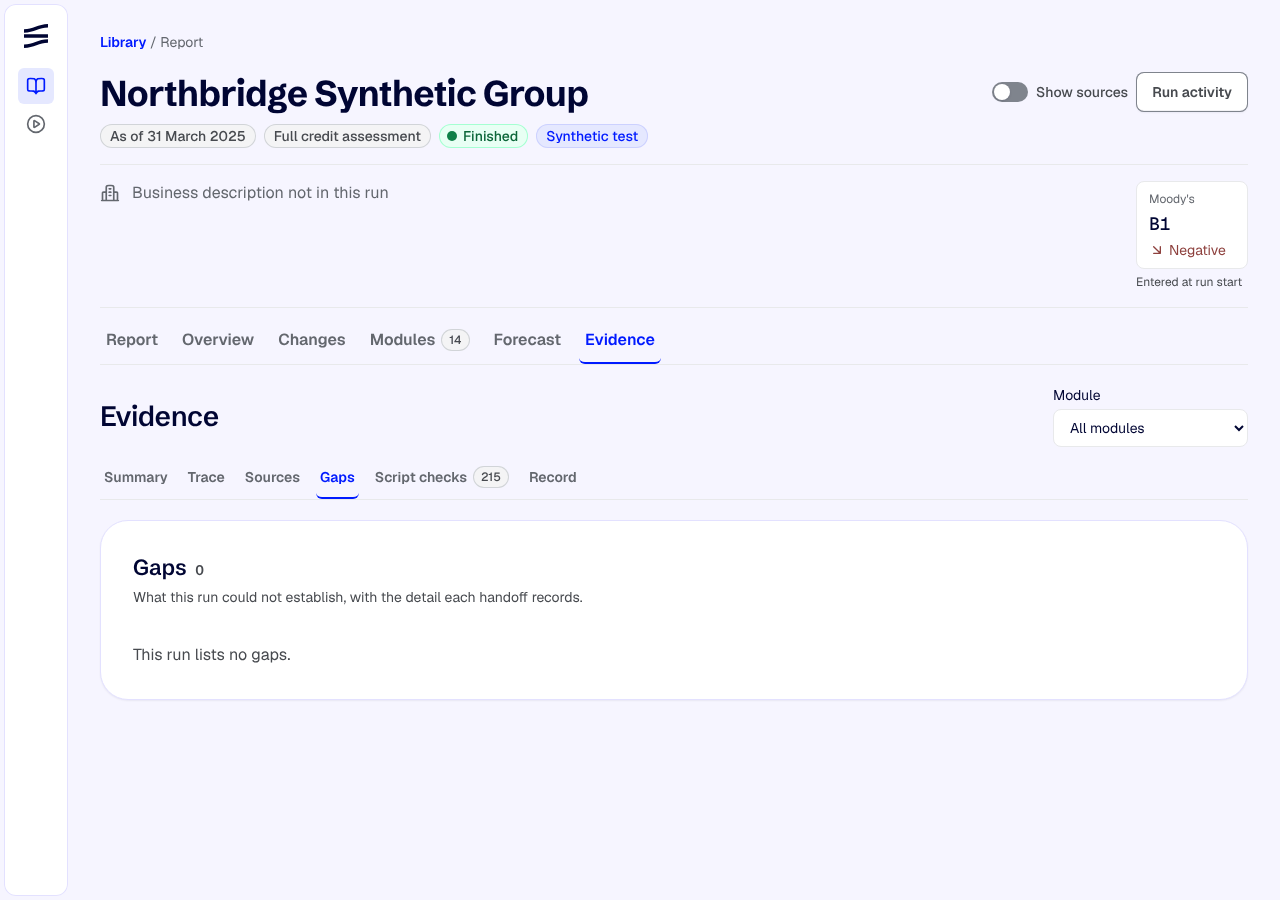 Library / Report
Northbridge Synthetic Group
Show sources
Run activity
As of 31 March 2025
Full credit assessment
Finished
Synthetic test
Business description not in this run
Moody's
B1
Negative
Entered at run start
Report
Overview
Changes
Modules 14
Forecast
Evidence
Evidence
Module
All modules
Summary
Trace
Sources
Gaps
Script checks 215
Record
Gaps 0
What this run could not establish, with the detail each handoff records.
This run lists no gaps.